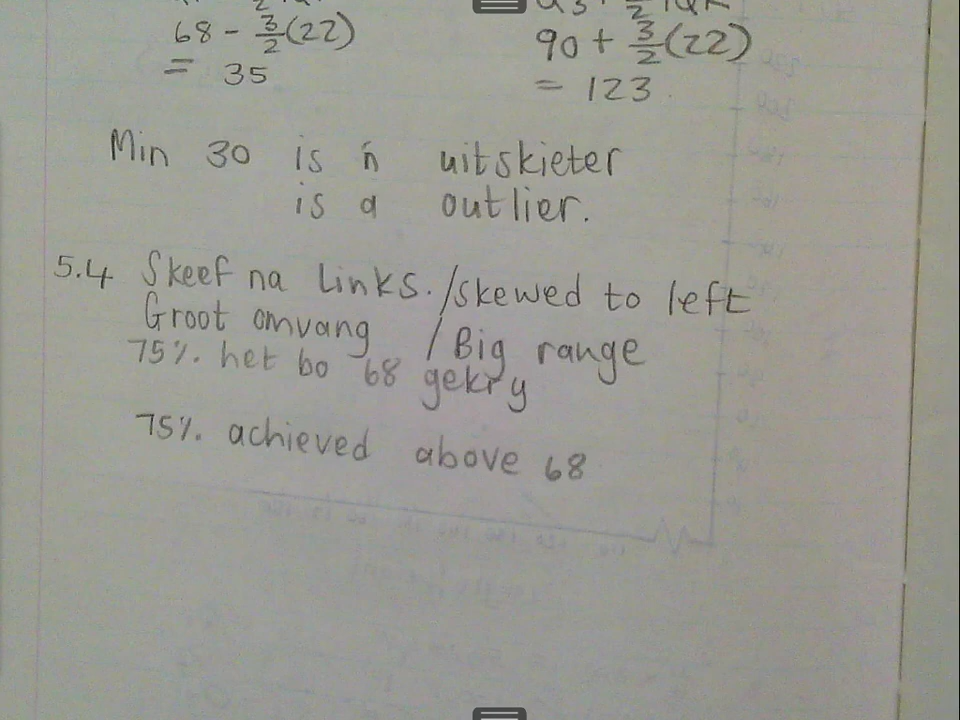 68 - 3/2(22)
= 35
90 + 3/2(22)
= 123
Min 30 is 'n uitskieter
is a outlier.
5.4 Skeef na Links. / skewed to left
Groot omvang / Big range
75%. het bo 68 gekry
75%. achieved above 68